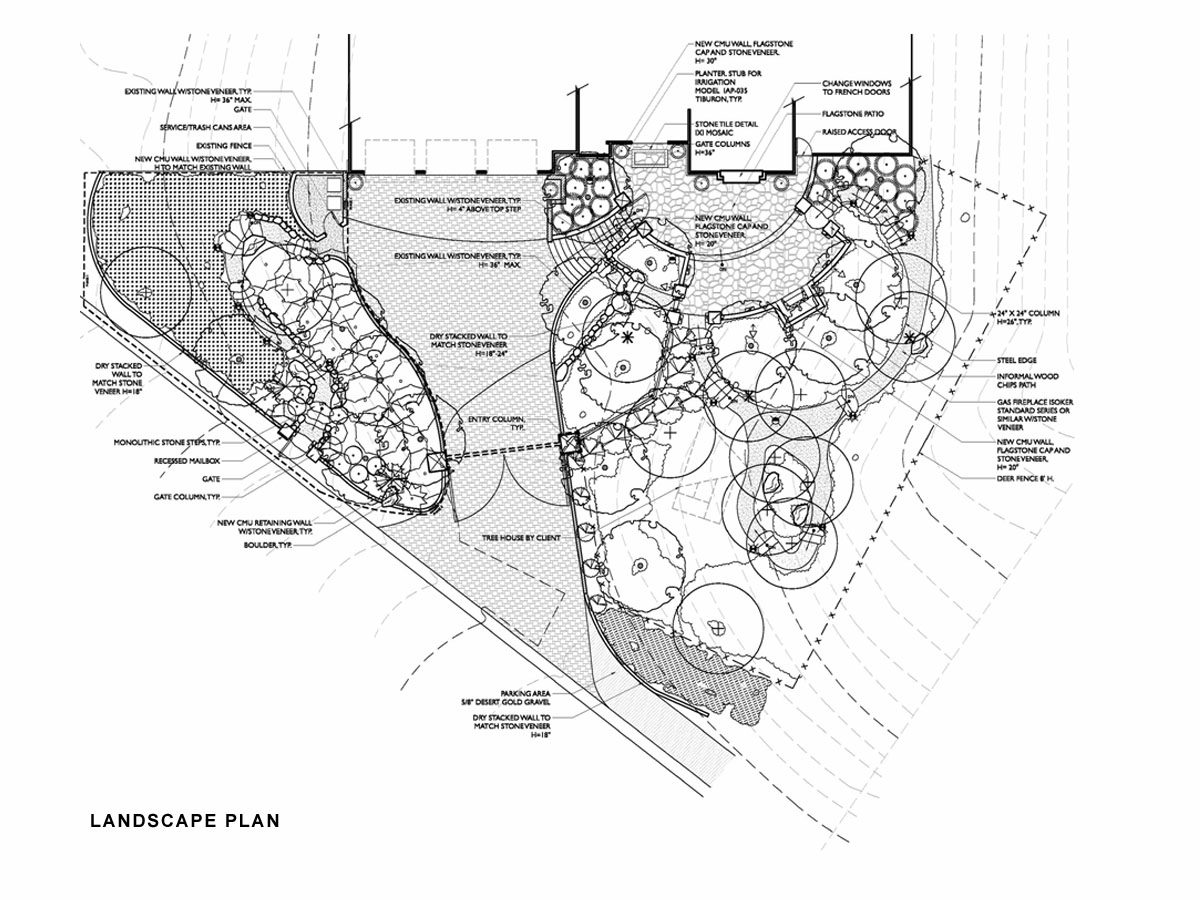 NEW CMU WALL, FLAGSTONE
CAP AND STONE VENEER.
H= 30"
PLANTER. STUB FOR
IRRIGATION
MODEL IAP-035
TIBURON, TYP.
STONE TILE DETAIL
IXI MOSAIC
GATE COLUMNS
H=36"
CHANGE WINDOWS
TO FRENCH DOORS
FLAGSTONE PATIO
RAISED ACCESS DOOR
EXISTING WALL W/STONE VENEER, TYP.
H= 36" MAX.
GATE
SERVICE/TRASH CANS AREA
EXISTING FENCE
NEW CMU WALL W/STONE VENEER,
H TO MATCH EXISTING WALL
EXISTING WALL W/STONE VENEER, TYP.
H= 4" ABOVE TOP STEP
NEW CMU WALL,
FLAGSTONE CAP AND
STONE VENEER.
H= 20"
EXISTING WALL W/STONE VENEER, TYP.
H= 36" MAX.
DRY STACKED WALL TO
MATCH STONE VENEER
H=18"-24"
24" X 24" COLUMN
H=26", TYP.
STEEL EDGE
INFORMAL WOOD
CHIPS PATH
GAS FIREPLACE ISOKERN
STANDARD SERIES OR
SIMILAR W/STONE
VENEER
NEW CMU WALL,
FLAGSTONE CAP AND
STONE VENEER,
H= 20"
DEER FENCE 8' H.
DRY STACKED
WALL TO
MATCH STONE
VENEER H=18"
ENTRY COLUMN,
TYP.
MONOLITHIC STONE STEPS, TYP.
RECESSED MAILBOX
GATE
GATE COLUMN, TYP.
NEW CMU RETAINING WALL
W/STONE VENEER, TYP.
BOULDER, TYP.
TREE HOUSE BY CLIENT
PARKING AREA
5/8" DESERT GOLD GRAVEL
DRY STACKED WALL TO
MATCH STONE VENEER
H=18"
LANDSCAPE PLAN